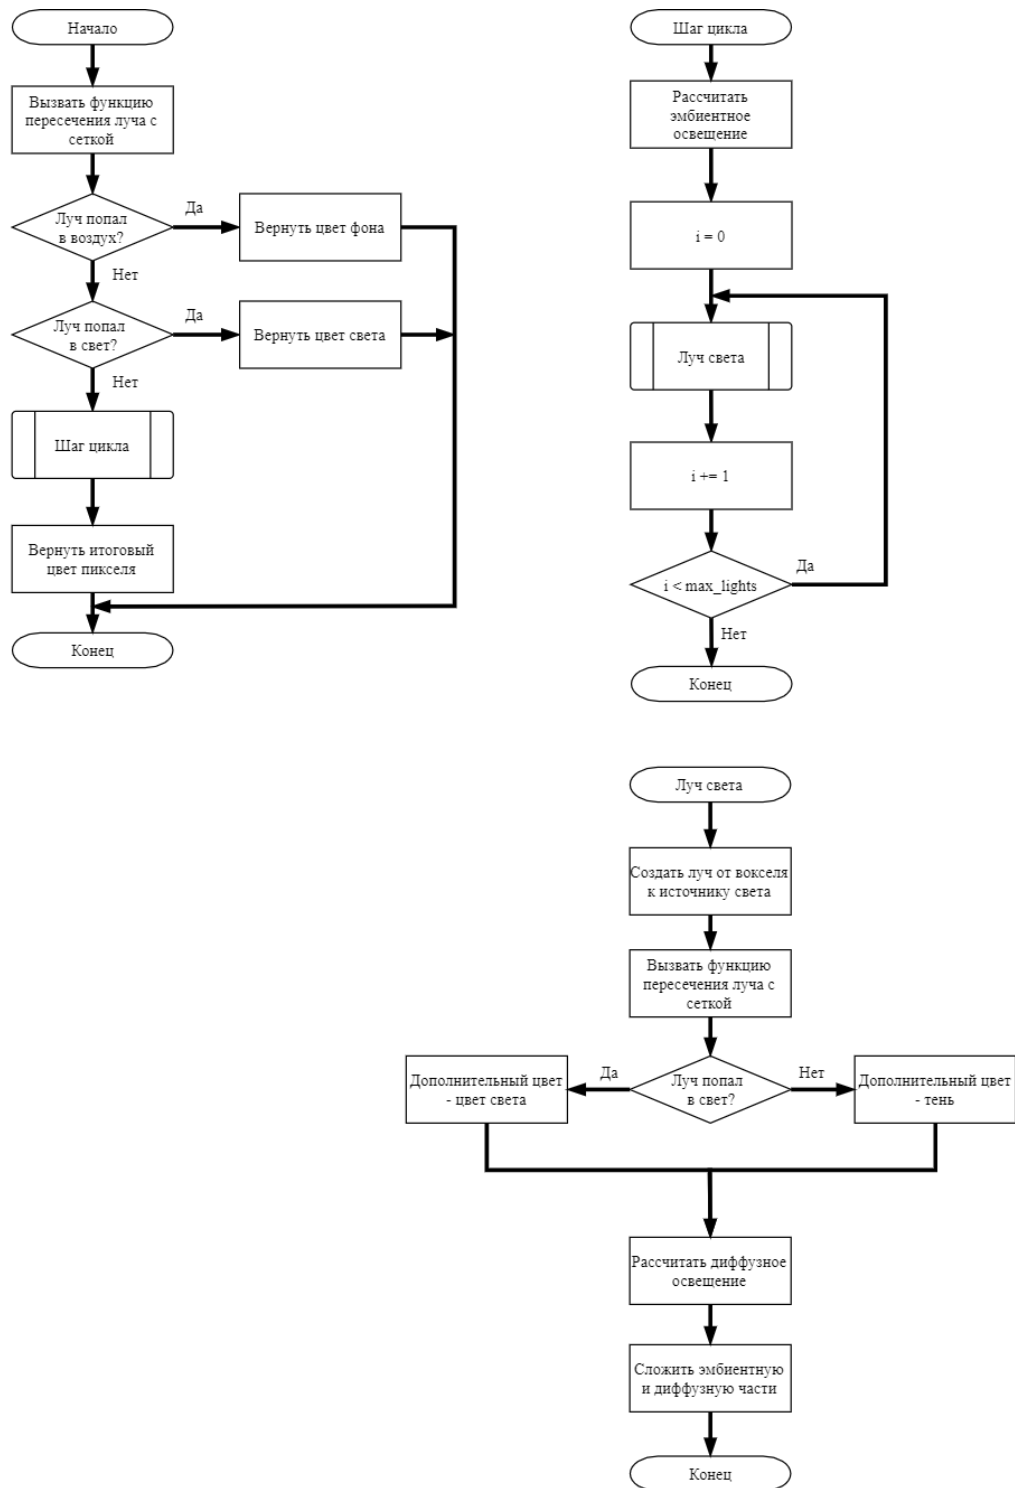 Начало
Вызвать функцию
пересечения луча с
сеткой
Луч попал
в воздух?
Да
Вернуть цвет фона
Нет
Луч попал
в свет?
Да
Вернуть цвет света
Нет
Шаг цикла
Вернуть итоговый
цвет пикселя
Конец
Шаг цикла
Рассчитать
эмбиентное
освещение
i = 0
Луч света
i += 1
i < max_lights
Да
Нет
Конец
Луч света
Создать луч от вокселя
к источнику света
Вызвать функцию
пересечения луча с
сеткой
Луч попал
в свет?
Да
Дополнительный цвет
- цвет света
Нет
Дополнительный цвет
- тень
Рассчитать диффузное
освещение
Сложить эмбиентную
и диффузную части
Конец